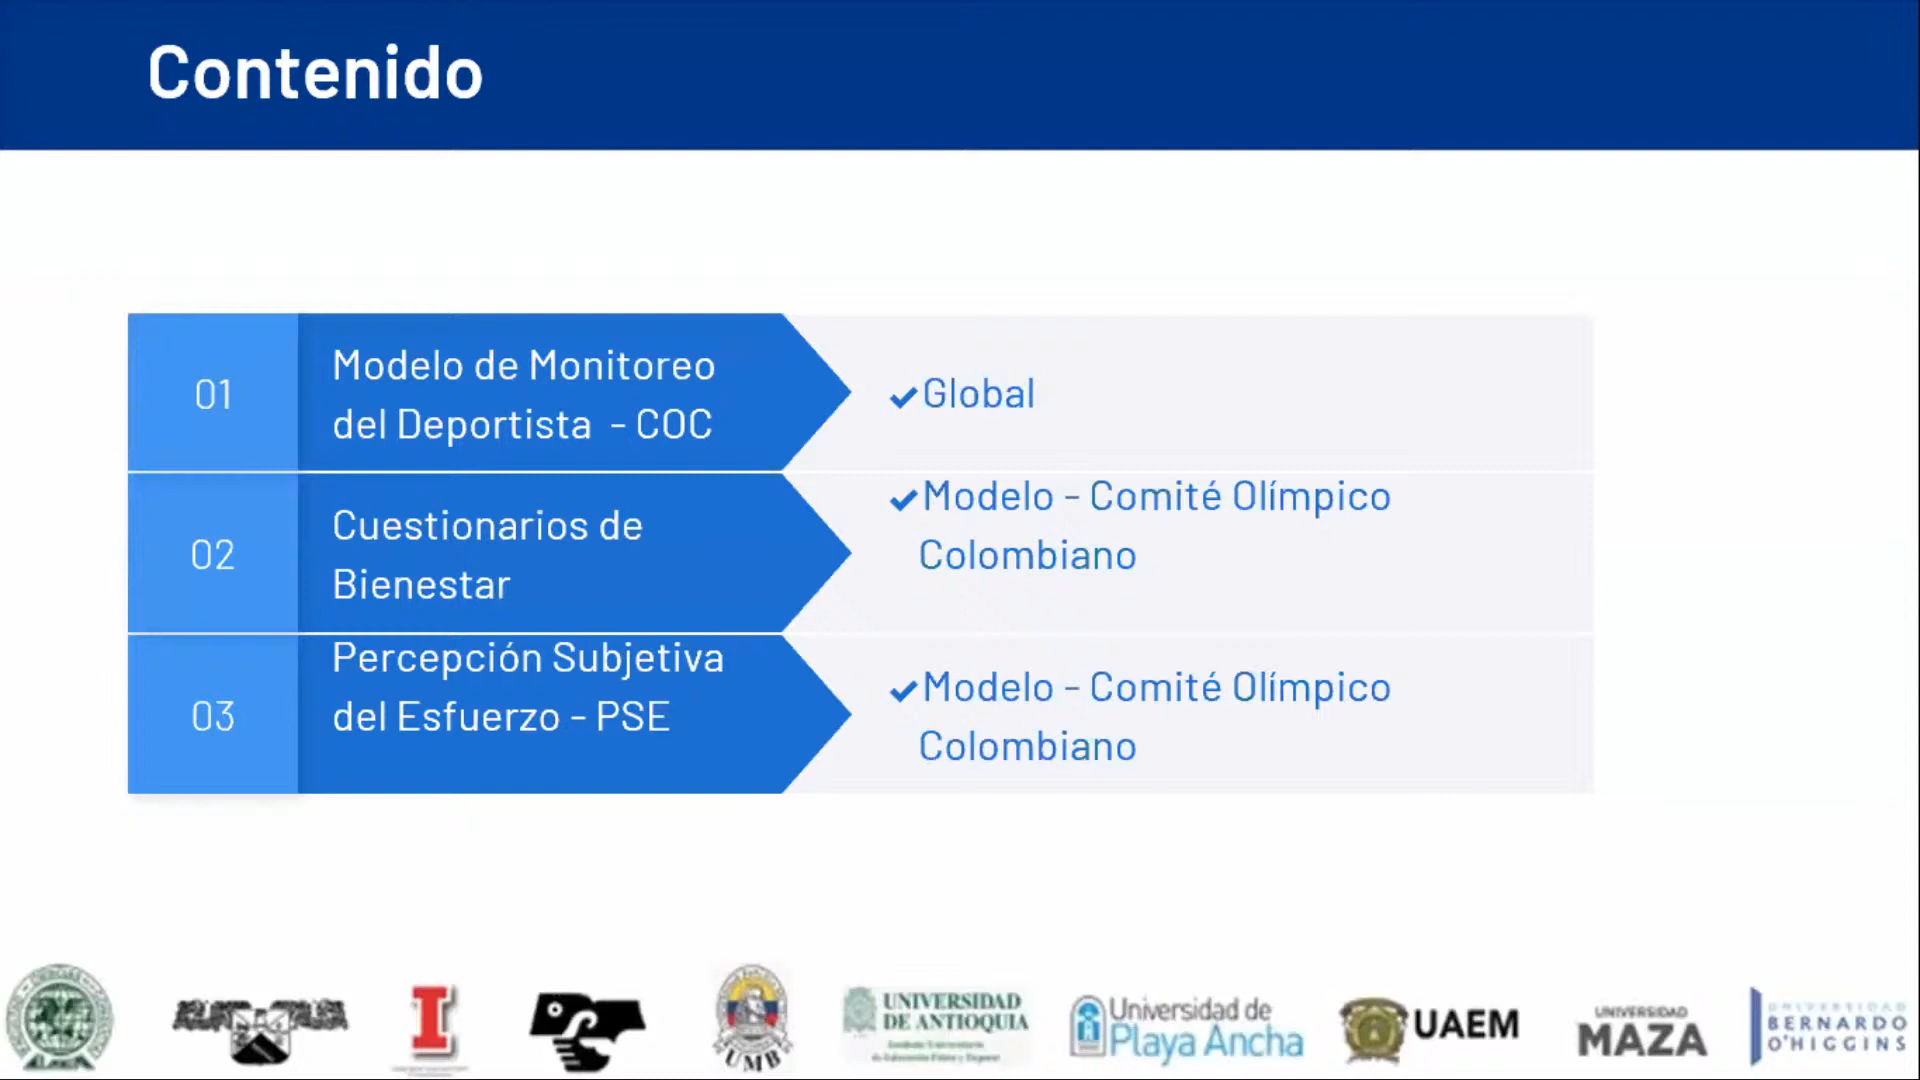 Contenido
01
Modelo de Monitoreo
del Deportista - COC
✓Global
02
Cuestionarios de
Bienestar
✓Modelo - Comité Olímpico
Colombiano
03
Percepción Subjetiva
del Esfuerzo - PSE
✓Modelo - Comité Olímpico
Colombiano
UMB
UNIVERSIDAD
DE ANTIOQUIA
Universidad de
Playa Ancha
UAEM
UNIVERSIDAD
MAZA
UNIVERSIDAD
BERNARDO
O'HIGGINS